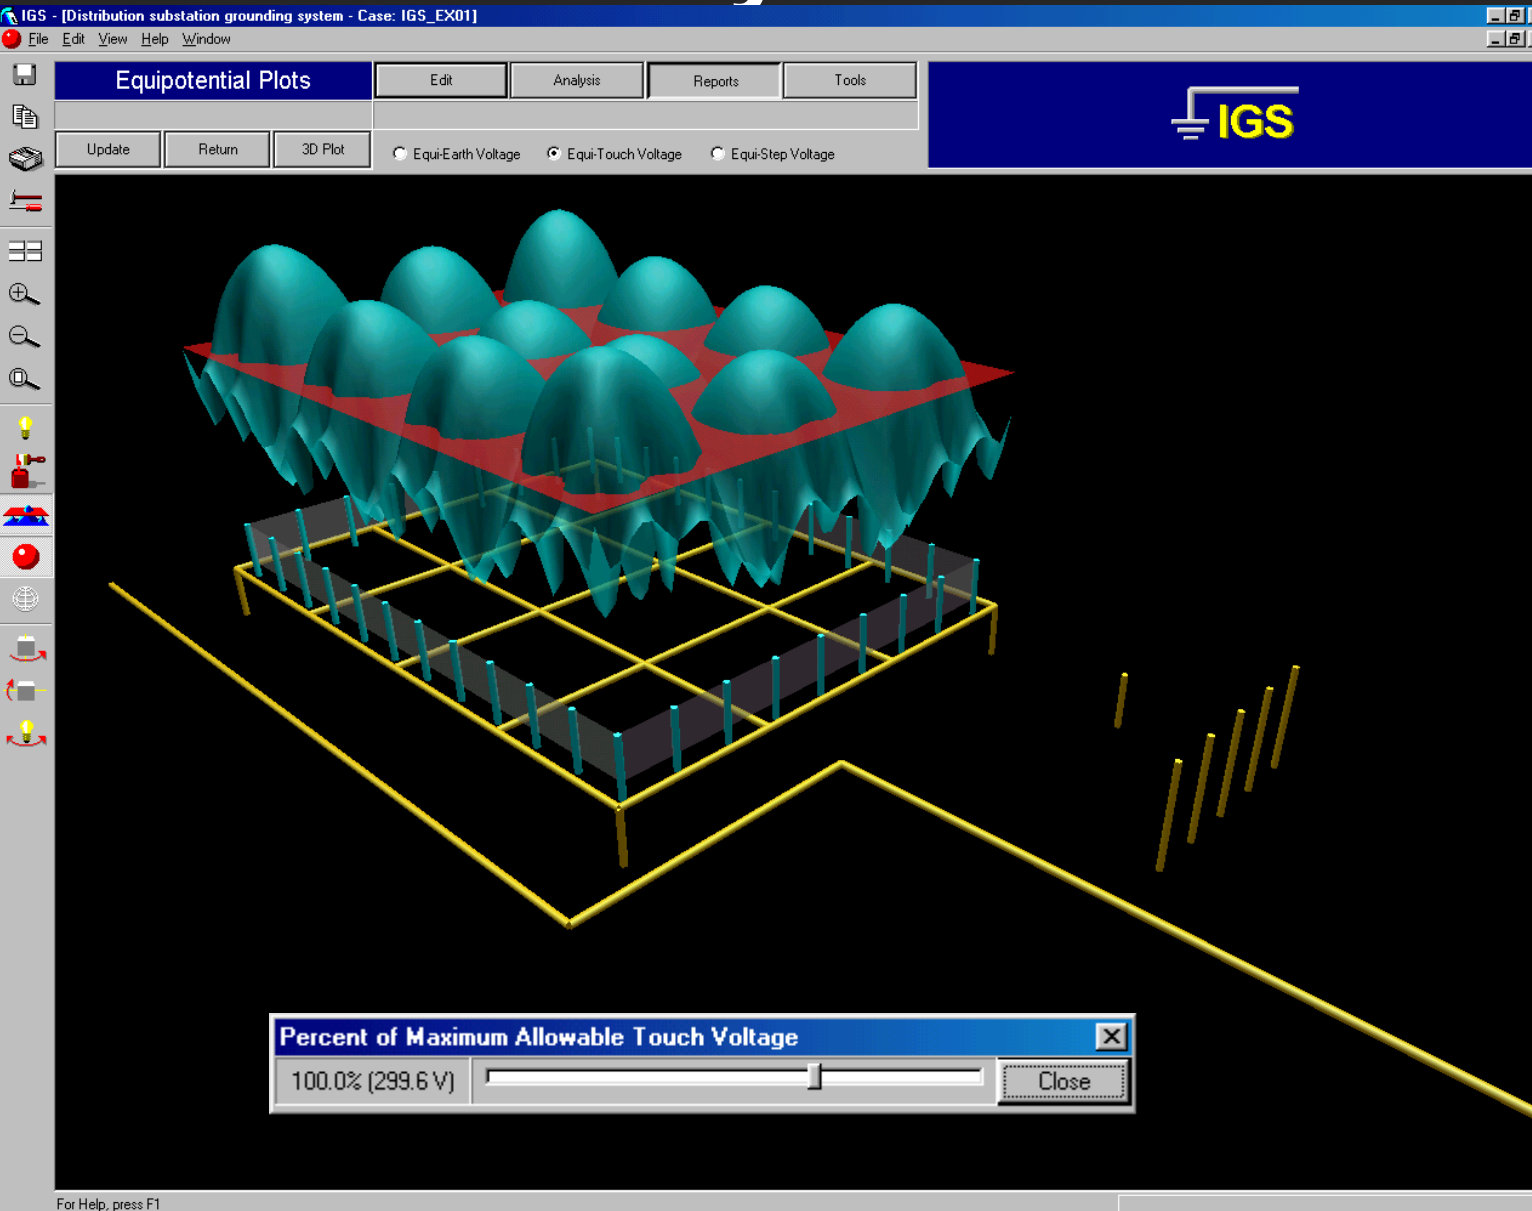 IGS - [Distribution substation grounding system - Case: IGS_EX01]
File Edit View Help Window
Equipotential Plots
Edit Analysis Reports Tools
IGS
Update Return 3D Plot
Equi-Earth Voltage Equi-Touch Voltage Equi-Step Voltage
Percent of Maximum Allowable Touch Voltage
100.0% (299.6 V) Close
For Help, press F1